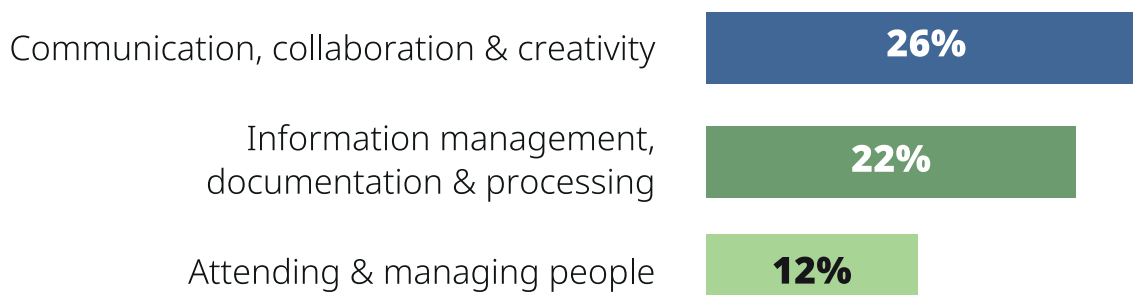 Communication, collaboration & creativity
26%
Information management,
documentation & processing
22%
Attending & managing people
12%